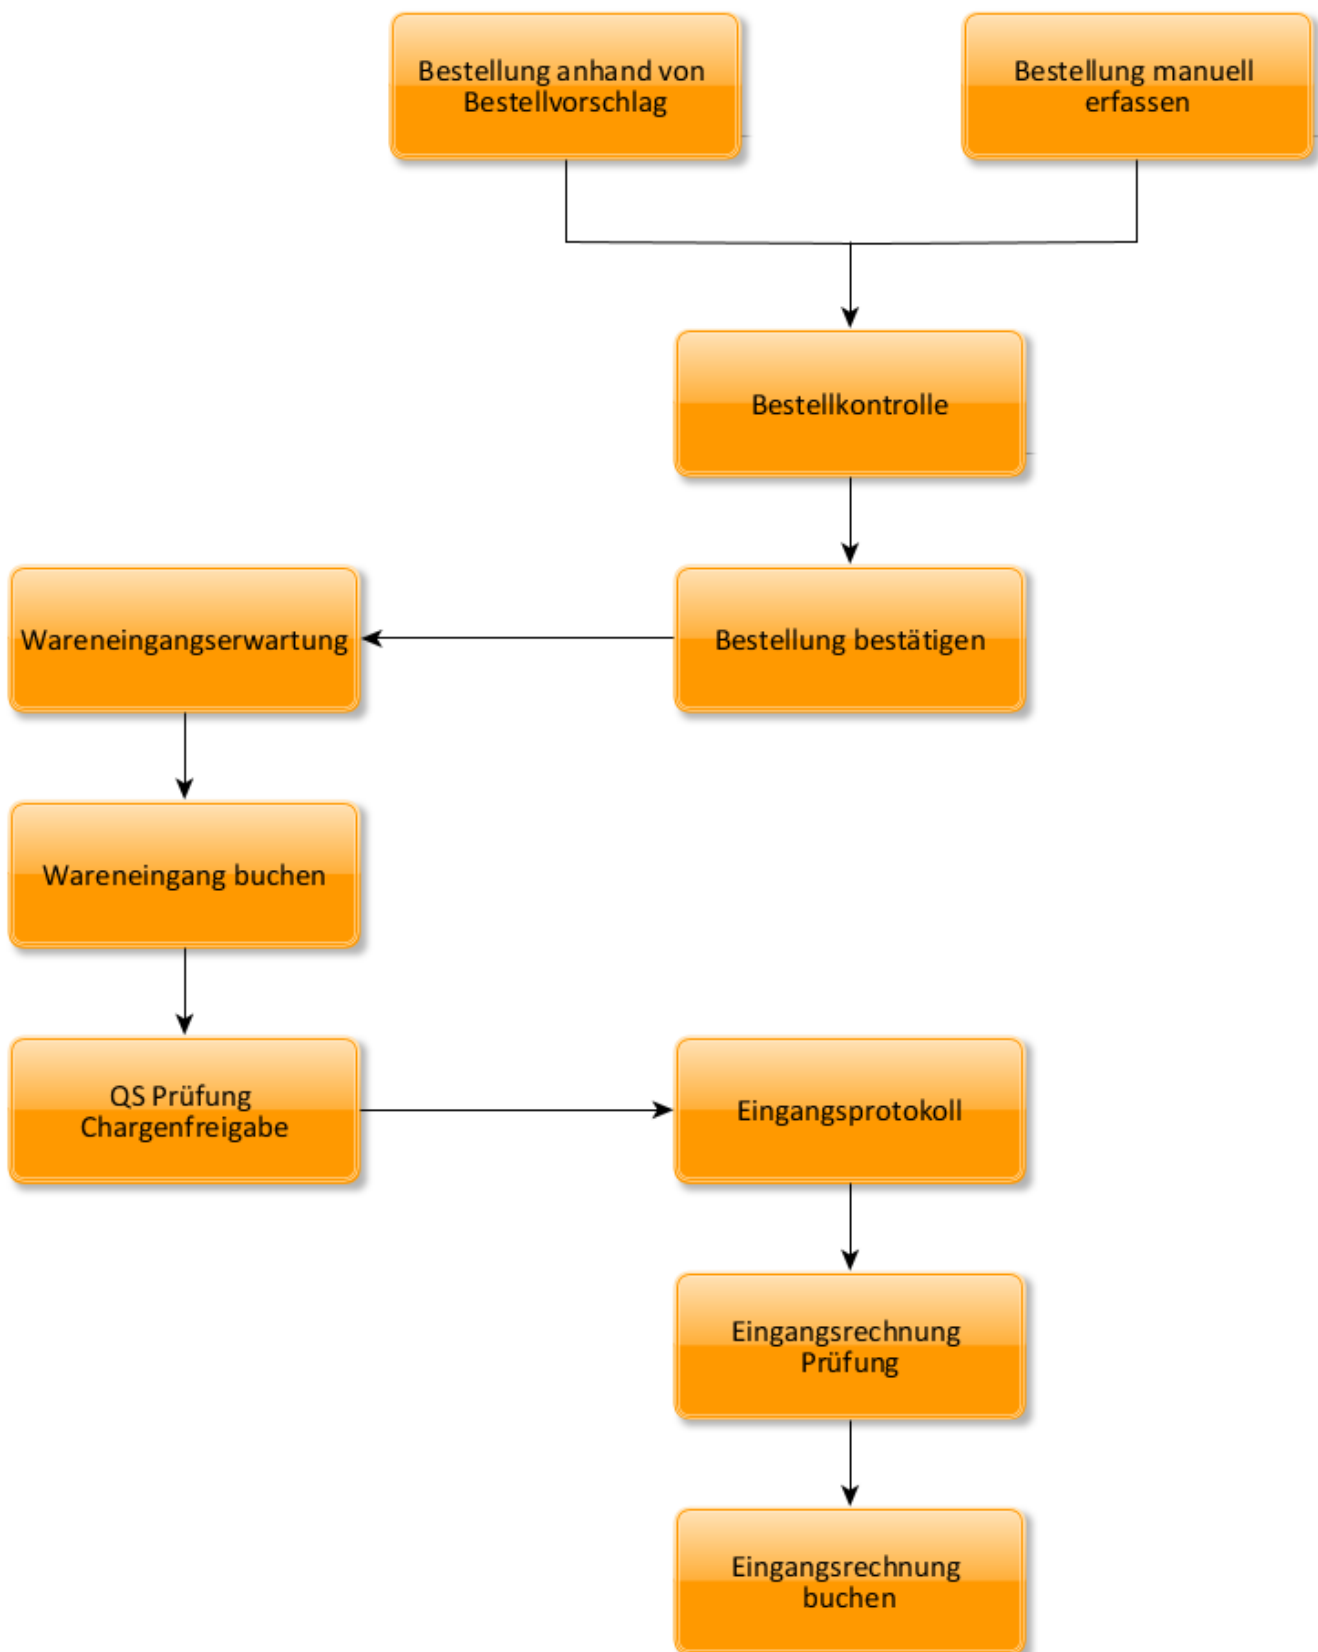 Bestellung anhand von
Bestellvorschlag
Bestellung manuell
erfassen
Bestellkontrolle
Wareneingangserwartung
Bestellung bestätigen
Wareneingang buchen
QS Prüfung
Chargenfreigabe
Eingangsprotokoll
Eingangsrechnung
Prüfung
Eingangsrechnung
buchen